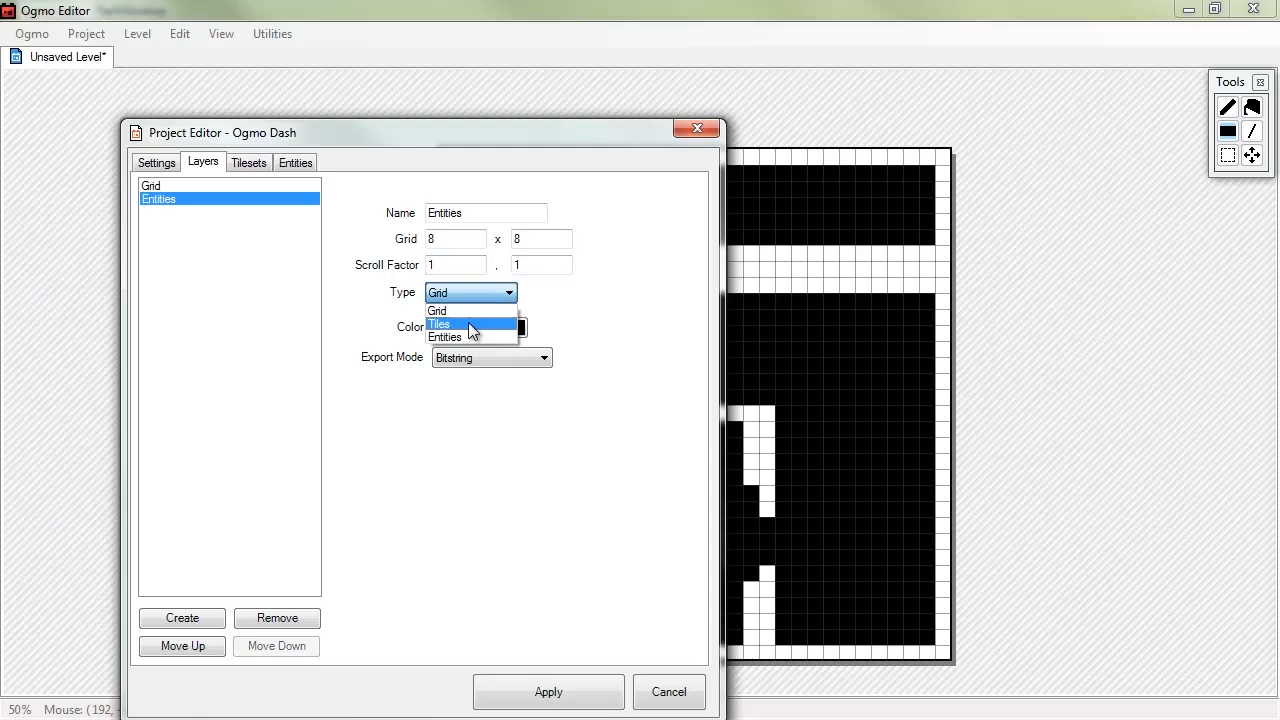 Ogmo Editor
Ogmo Project Level Edit View Utilities
Unsaved Level*
Tools
Project Editor - Ogmo Dash
Settings Layers Tilesets Entities
Grid
Entities
Name Entities
Grid 8 x 8
Scroll Factor 1 , 1
Type Grid
Grid
Tiles
Entities
Color
Export Mode Bitstring
Create Remove
Move Up Move Down
Apply Cancel
50% Mouse: ( 192,